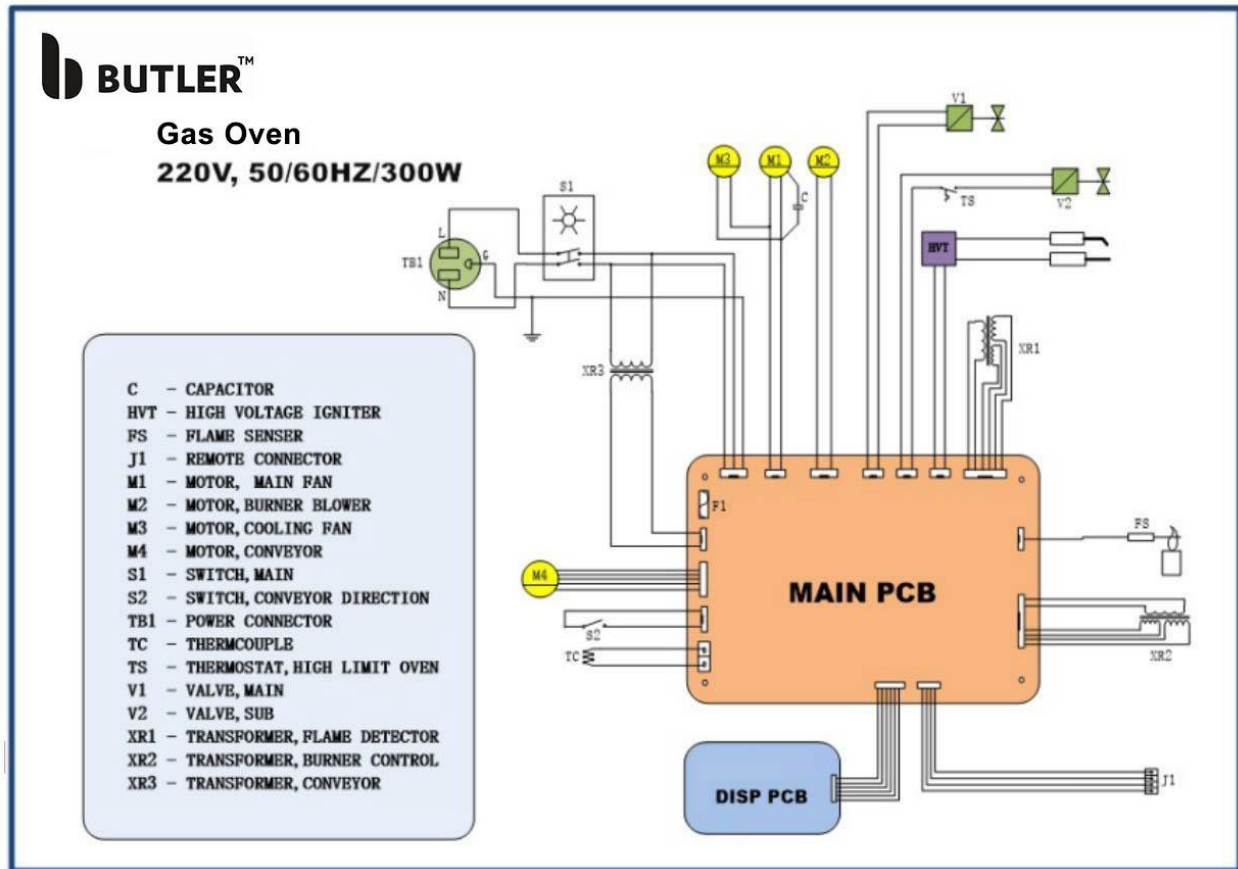 BUTLER™
Gas Oven
220V, 50/60HZ/300W
V1
M3
M1
M2
S1
C
TS
V2
L
TB1
G
HVT
N
XR3
XR1
C - CAPACITOR
HVT - HIGH VOLTAGE IGNITER
FS - FLAME SENSER
J1 - REMOTE CONNECTOR
M1 - MOTOR, MAIN FAN
M2 - MOTOR, BURNER BLOWER
M3 - MOTOR, COOLING FAN
M4 - MOTOR, CONVEYOR
S1 - SWITCH, MAIN
S2 - SWITCH, CONVEYOR DIRECTION
TB1 - POWER CONNECTOR
TC - THERMCOUPLE
TS - THERMOSTAT, HIGH LIMIT OVEN
V1 - VALVE, MAIN
V2 - VALVE, SUB
XR1 - TRANSFORMER, FLAME DETECTOR
XR2 - TRANSFORMER, BURNER CONTROL
XR3 - TRANSFORMER, CONVEYOR
F1
FS
M4
MAIN PCB
S2
TC
XR2
DISP PCB
J1